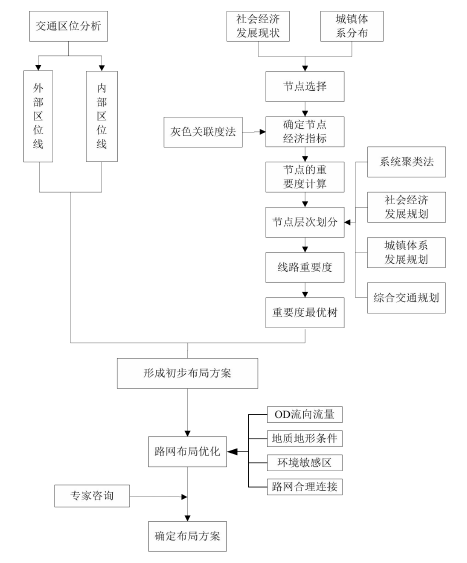 交通区位分析
社会经济
发展现状
城镇体
系分布
外部区位线
内部区位线
节点选择
灰色关联度法
确定节点
经济指标
节点的重
要度计算
系统聚类法
社会经济
发展规划
节点层次划分
城镇体系
发展规划
线路重要度
综合交通规划
重要度最优树
形成初步布局方案
OD流向流量
地质地形条件
路网布局优化
环境敏感区
路网合理连接
专家咨询
确定布局方案